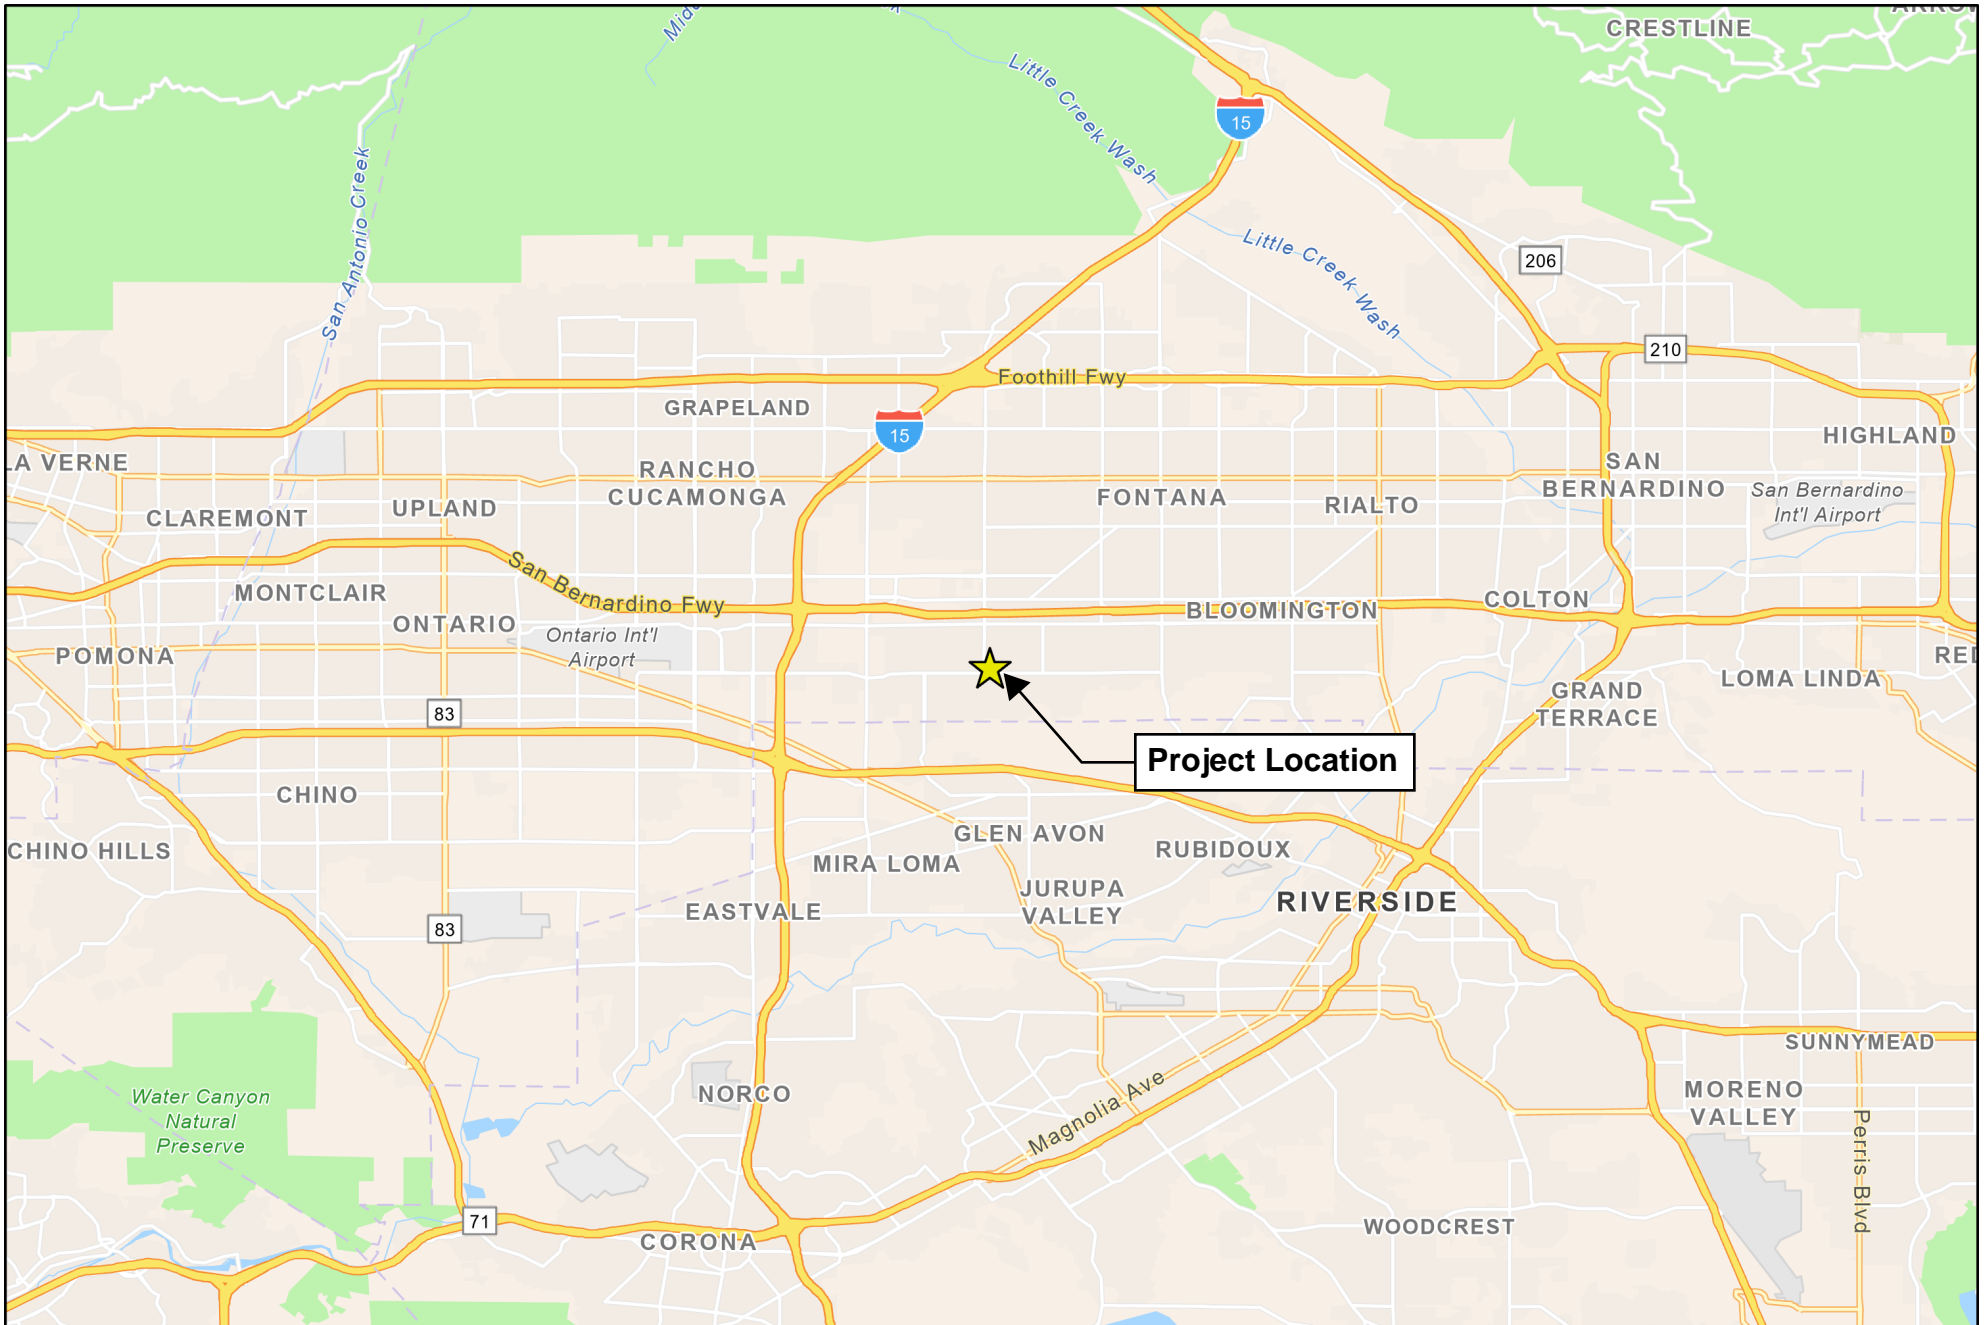 CRESTLINE
Little Creek Wash
15
San Antonio Creek
Little Creek Wash
206
210
Foothill Fwy
GRAPELAND
15
HIGHLAND
LA VERNE
RANCHO
CUCAMONGA
SAN
BERNARDINO
San Bernardino
Int'l Airport
CLAREMONT
UPLAND
FONTANA
RIALTO
San Bernardino Fwy
MONTCLAIR
ONTARIO
Ontario Int'l
Airport
BLOOMINGTON
COLTON
POMONA
RED
LOMA LINDA
GRAND
TERRACE
83
Project Location
CHINO
CHINO HILLS
GLEN AVON
MIRA LOMA
RUBIDOUX
JURUPA
VALLEY
RIVERSIDE
EASTVALE
83
SUNNYMEAD
Water Canyon
Natural
Preserve
NORCO
Magnolia Ave
MORENO
VALLEY
Perris Blvd
71
CORONA
WOODCREST